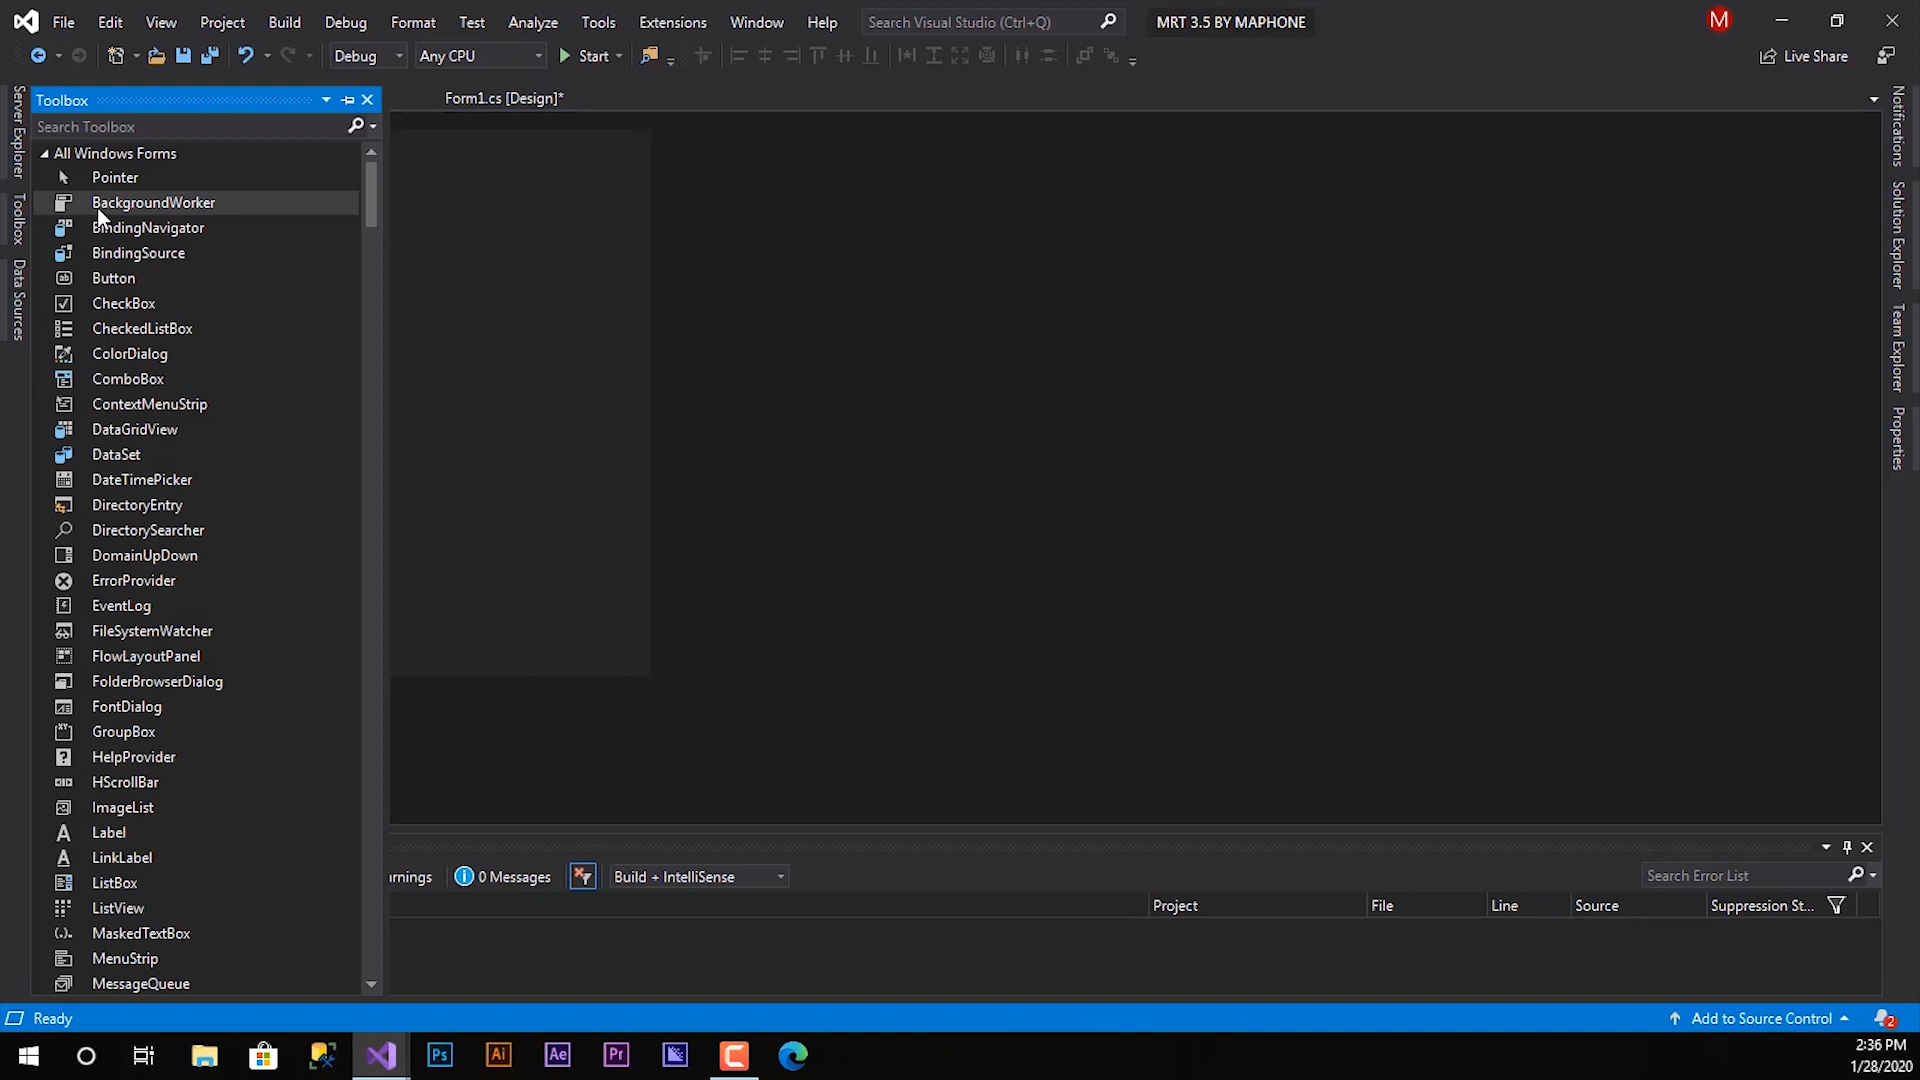 File Edit View Project Build Debug Format Test Analyze Tools Extensions Window Help Search Visual Studio (Ctrl+Q) MRT 3.5 BY MAPHONE M
Debug Any CPU Start Live Share
Toolbox
Form1.cs [Design]*
Search Toolbox
All Windows Forms
Pointer
BackgroundWorker
BindingNavigator
BindingSource
Button
CheckBox
CheckedListBox
ColorDialog
ComboBox
ContextMenuStrip
DataGridView
DataSet
DateTimePicker
DirectoryEntry
DirectorySearcher
DomainUpDown
ErrorProvider
EventLog
FileSystemWatcher
FlowLayoutPanel
FolderBrowserDialog
FontDialog
GroupBox
HelpProvider
HScrollBar
ImageList
Label
LinkLabel
ListBox
ListView
MaskedTextBox
MenuStrip
MessageQueue
Server Explorer
Toolbox
Data Sources
Notifications
Solution Explorer
Team Explorer
Properties
rnings 0 Messages Build + IntelliSense Search Error List
Project File Line Source Suppression St...
Ready Add to Source Control 2
Ps Ai Ae Pr
2:36 PM
1/28/2020